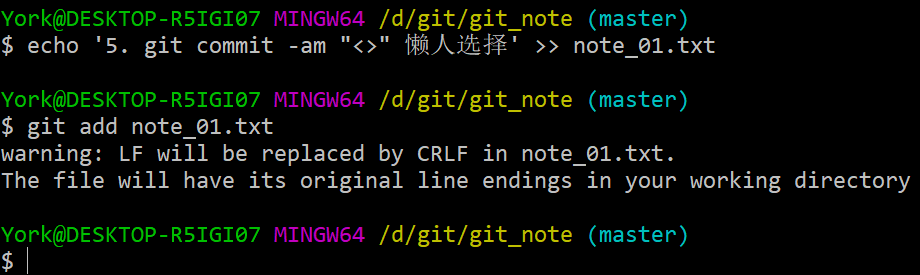 York@DESKTOP-R5IGI07 MINGW64 /d/git/git_note (master)
$ echo '5. git commit -am "<>" 懒人选择' >> note_01.txt
York@DESKTOP-R5IGI07 MINGW64 /d/git/git_note (master)
$ git add note_01.txt
warning: LF will be replaced by CRLF in note_01.txt.
The file will have its original line endings in your working directory
York@DESKTOP-R5IGI07 MINGW64 /d/git/git_note (master)
$